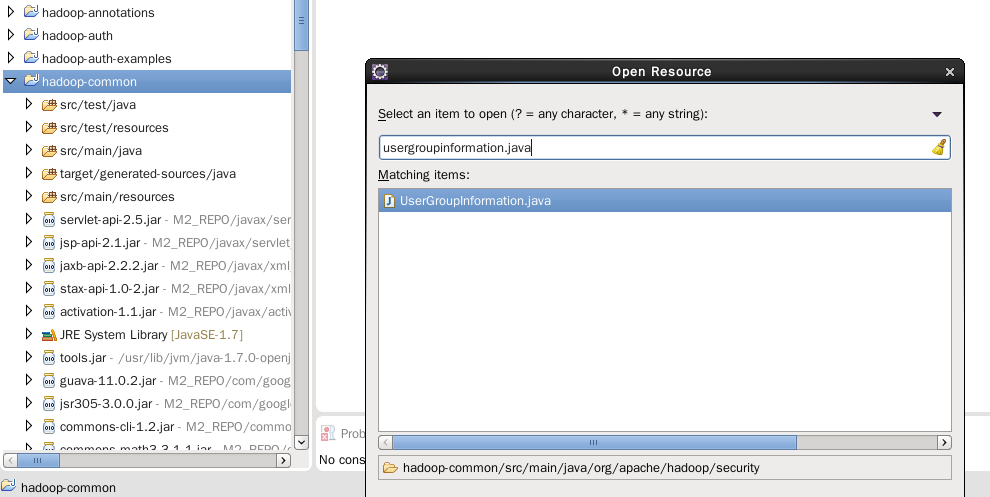 hadoop-annotations
hadoop-auth
hadoop-auth-examples
hadoop-common
src/test/java
src/test/resources
src/main/java
target/generated-sources/java
src/main/resources
servlet-api-2.5.jar - M2_REPO/javax/ser
jsp-api-2.1.jar - M2_REPO/javax/servlet
jaxb-api-2.2.2.jar - M2_REPO/javax/xml
stax-api-1.0-2.jar - M2_REPO/javax/xml
activation-1.1.jar - M2_REPO/javax/activ
JRE System Library [JavaSE-1.7]
tools.jar - /usr/lib/jvm/java-1.7.0-openj
guava-11.0.2.jar - M2_REPO/com/goog
jsr305-3.0.0.jar - M2_REPO/com/googl
commons-cli-1.2.jar - M2_REPO/commo
commons-math3-3.1.1.jar - M2_REPO/
hadoop-common
Open Resource
Select an item to open (? = any character, * = any string):
usergroupinformation.java
Matching items:
UserGroupInformation.java
hadoop-common/src/main/java/org/apache/hadoop/security
Prob
No cons